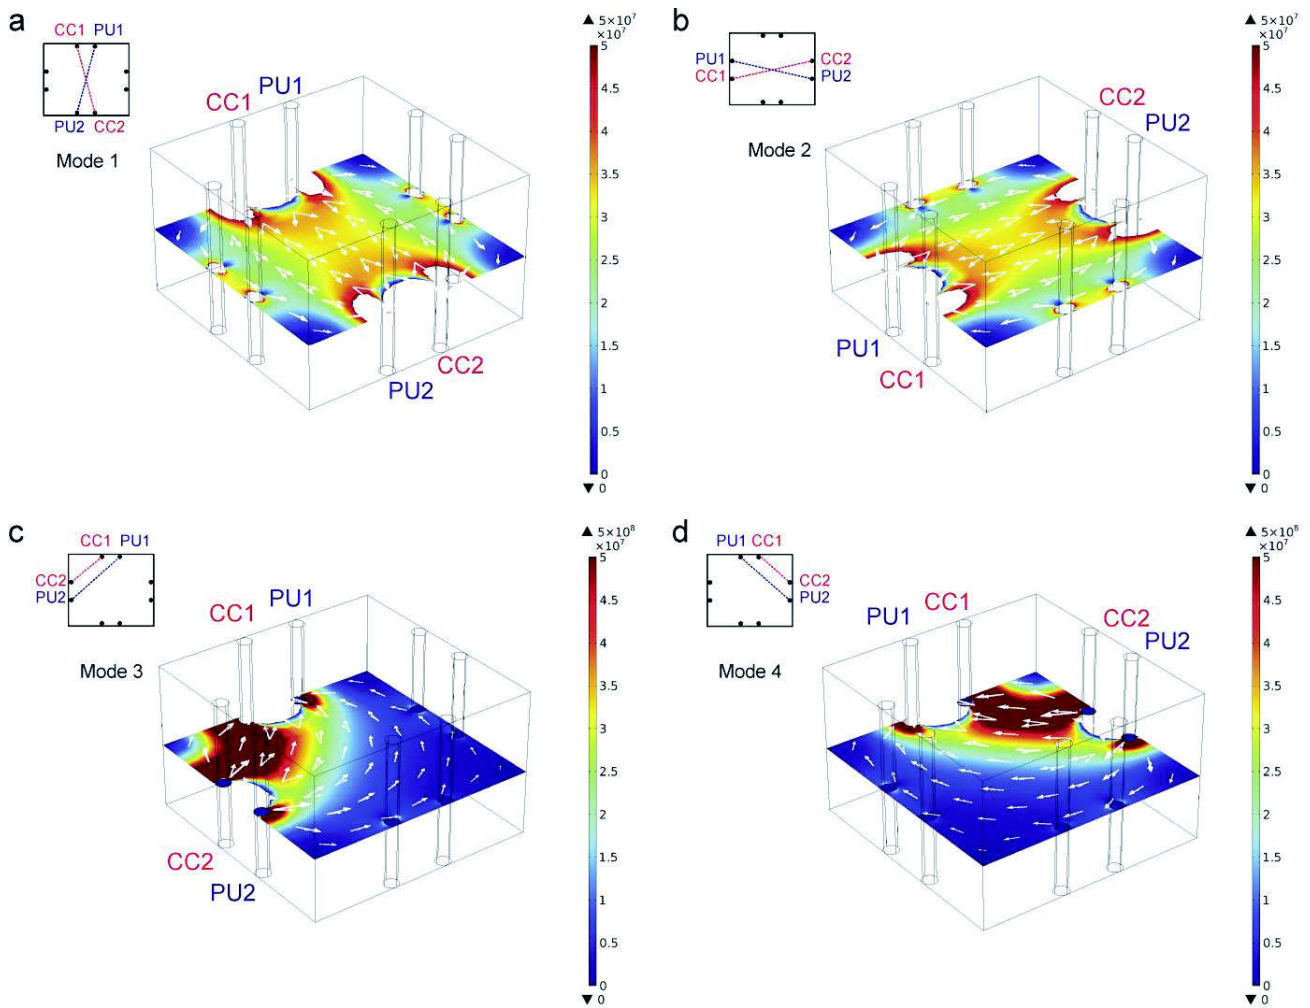 a
CC1 PU1
PU2 CC2
Mode 1
PU1
CC1
CC2
PU2
▲ 5×10⁷
×10⁷
5
4.5
4
3.5
3
2.5
2
1.5
1
0.5
0
▼ 0
b
PU1 CC2
CC1 PU2
Mode 2
CC2
PU2
PU1
CC1
▲ 5×10⁷
×10⁷
5
4.5
4
3.5
3
2.5
2
1.5
1
0.5
0
▼ 0
c
CC1 PU1
CC2
PU2
Mode 3
PU1
CC1
CC2
PU2
▲ 5×10⁸
×10⁷
5
4.5
4
3.5
3
2.5
2
1.5
1
0.5
0
▼ 0
d
PU1 CC1
CC2
PU2
Mode 4
PU1 CC1
CC2
PU2
▲ 5×10⁸
×10⁷
5
4.5
4
3.5
3
2.5
2
1.5
1
0.5
0
▼ 0